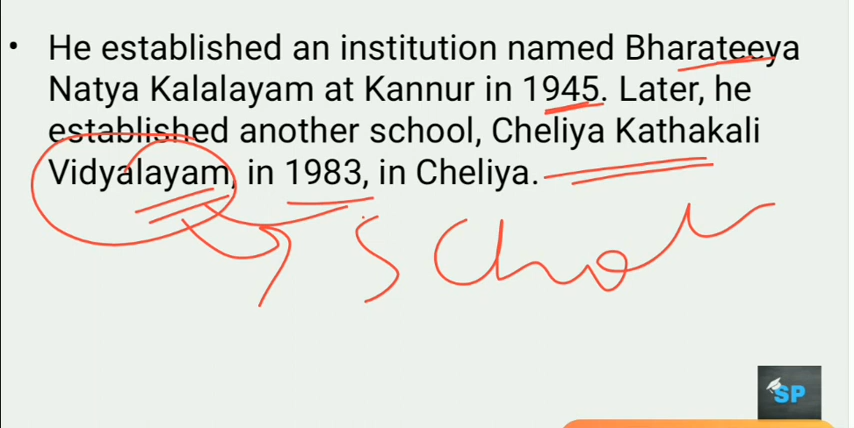 • He established an institution named Bharateeya
Natya Kalalayam at Kannur in 1945. Later, he
established another school, Cheliya Kathakali
Vidyalayam, in 1983, in Cheliya.
SP